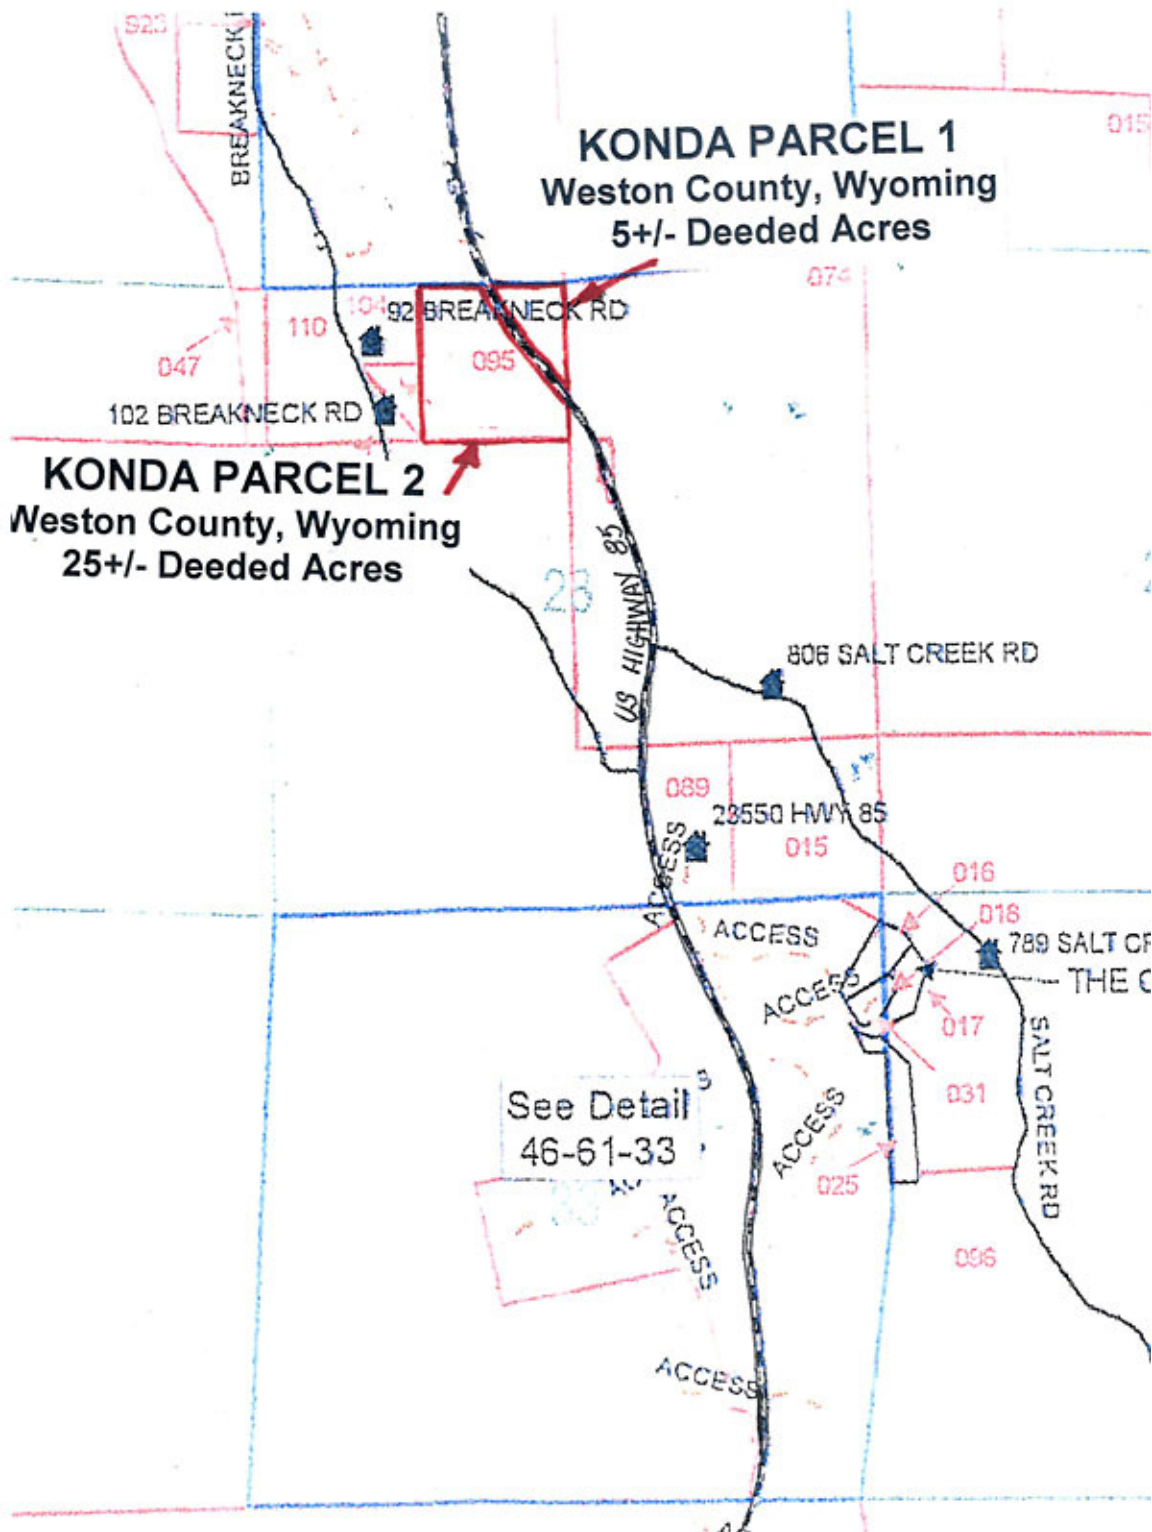 923
BREAKNECK
KONDA PARCEL 1
Weston County, Wyoming
5+/- Deeded Acres
015
074
104
92 BREAKNECK RD
110
047
095
102 BREAKNECK RD
KONDA PARCEL 2
Weston County, Wyoming
25+/- Deeded Acres
28
US HIGHWAY 85
806 SALT CREEK RD
089
28550 HWY 85
015
ACCESS
016
018
ACCESS
789 SALT CR
THE
ACCESS
017
SALT CREEK RD
031
See Detail
46-61-33
ACCESS
025
33
ACCESS
096
ACCESS